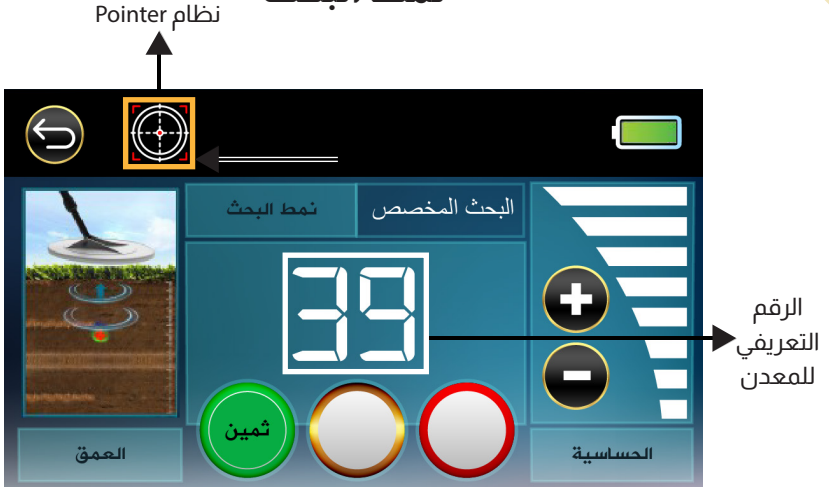 نظام Pointer
البحث المخصص
نمط البحث
39
الرقم
التعريفي
للمعدن
ثمين
الحساسية
العمق